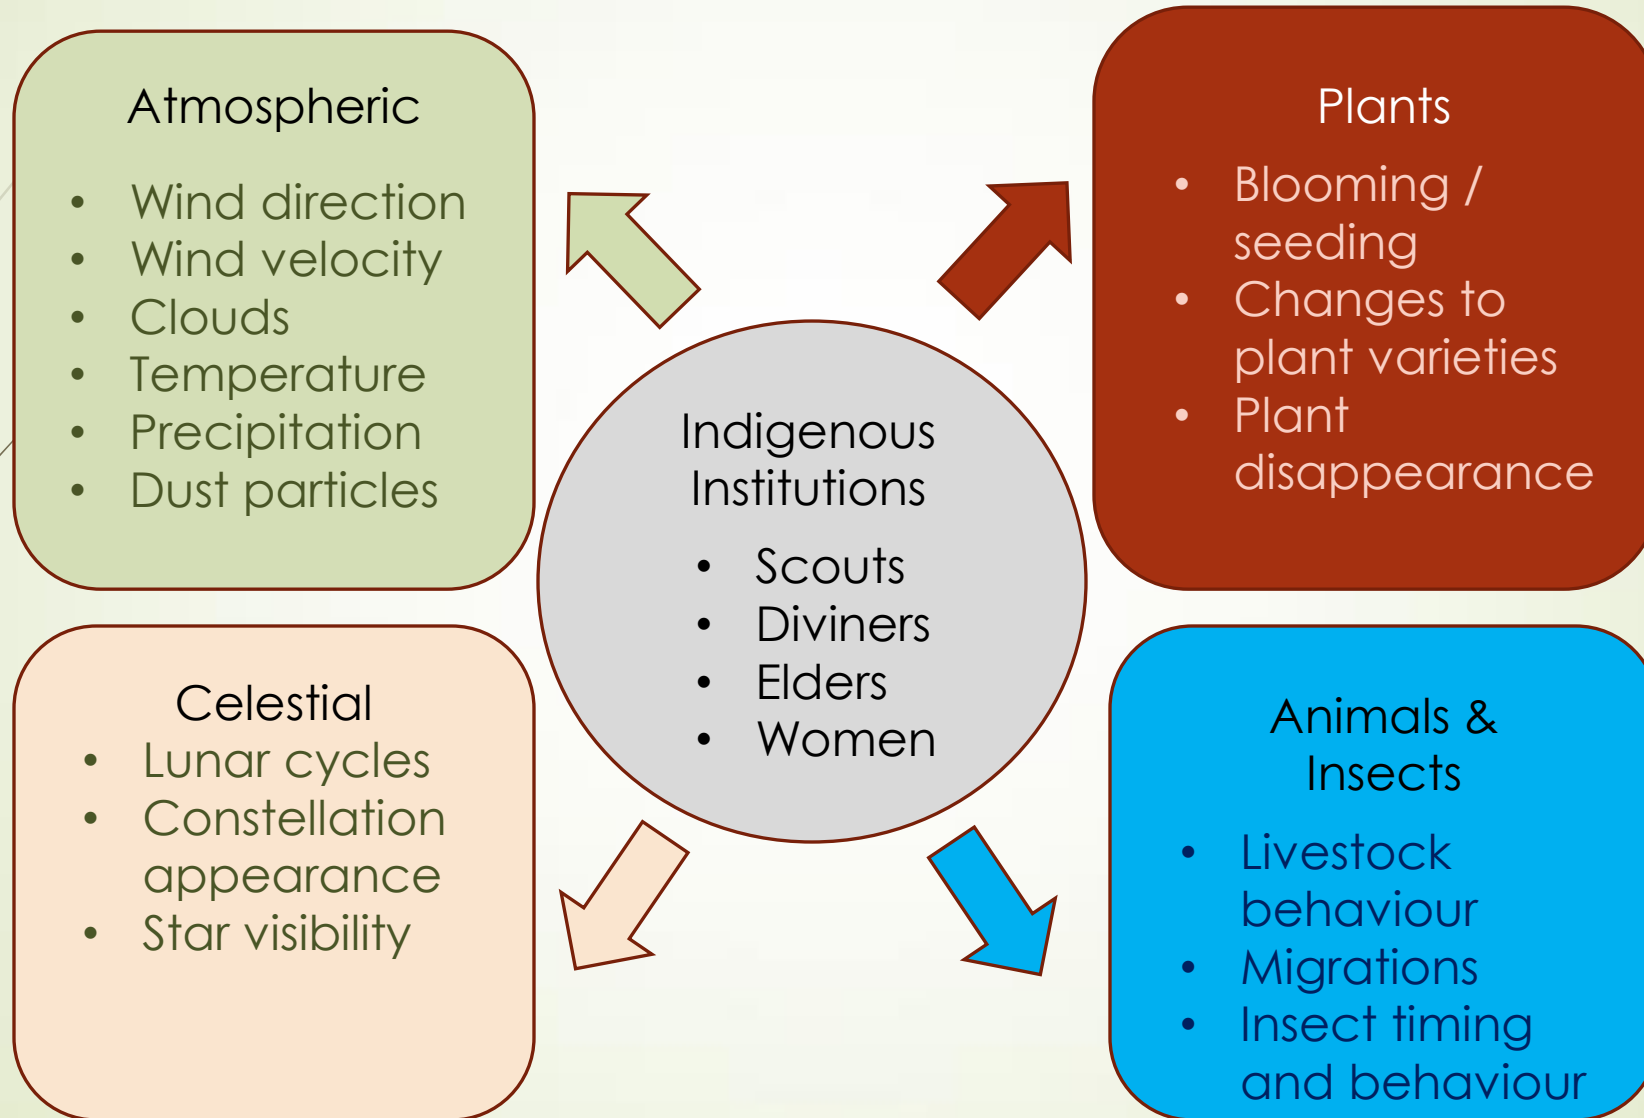 Atmospheric
• Wind direction
• Wind velocity
• Clouds
• Temperature
• Precipitation
• Dust particles
Plants
• Blooming /
seeding
• Changes to
plant varieties
• Plant
disappearance
Indigenous
Institutions
• Scouts
• Diviners
• Elders
• Women
Celestial
• Lunar cycles
• Constellation
appearance
• Star visibility
Animals &
Insects
• Livestock
behaviour
• Migrations
• Insect timing
and behaviour